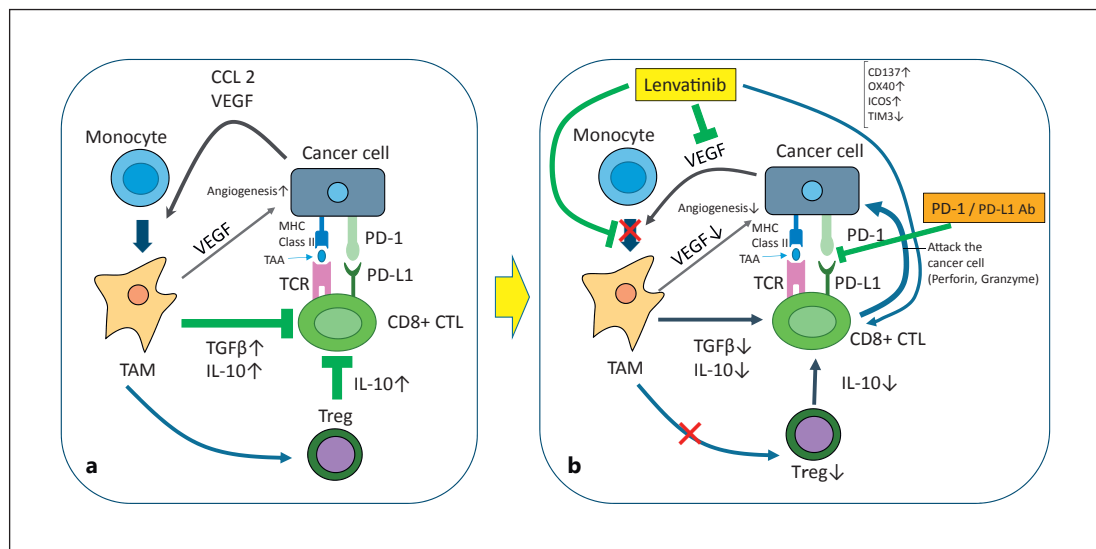 CCL 2
VEGF
Monocyte
Cancer cell
Angiogenesis↑
MHC
Class II
PD-1
VEGF
TAA
TCR
PD-L1
CD8+ CTL
TGFβ↑
IL-10↑
TAM
IL-10↑
Treg
a
Lenvatinib
CD137↑
OX40↑
ICOS↑
TIM3↓
Monocyte
VEGF
Cancer cell
PD-1 / PD-L1 Ab
Angiogenesis↓
MHC
Class II
PD-1
VEGF↓
TAA
Attack the
cancer cell
(Perforin, Granzyme)
TCR
PD-L1
CD8+ CTL
TGFβ↓
IL-10↓
TAM
IL-10↓
Treg↓
b